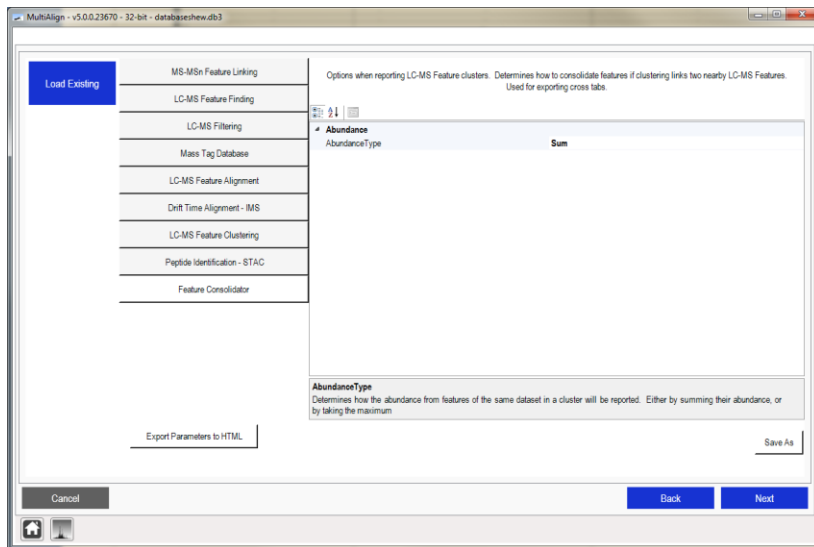 MultiAlign - v5.0.0.23670 - 32-bit - databaseshew.db3
Load Existing
MS-MSn Feature Linking
LC-MS Feature Finding
LC-MS Filtering
Mass Tag Database
LC-MS Feature Alignment
Drift Time Alignment - IMS
LC-MS Feature Clustering
Peptide Identification - STAC
Feature Consolidator
Export Parameters to HTML
Options when reporting LC-MS Feature clusters. Determines how to consolidate features if clustering links two nearby LC-MS Features.
Used for exporting cross tabs.
Abundance
AbundanceType Sum
AbundanceType
Determines how the abundance from features of the same dataset in a cluster will be reported. Either by summing their abundance, or
by taking the maximum
Save As
Cancel
Back
Next